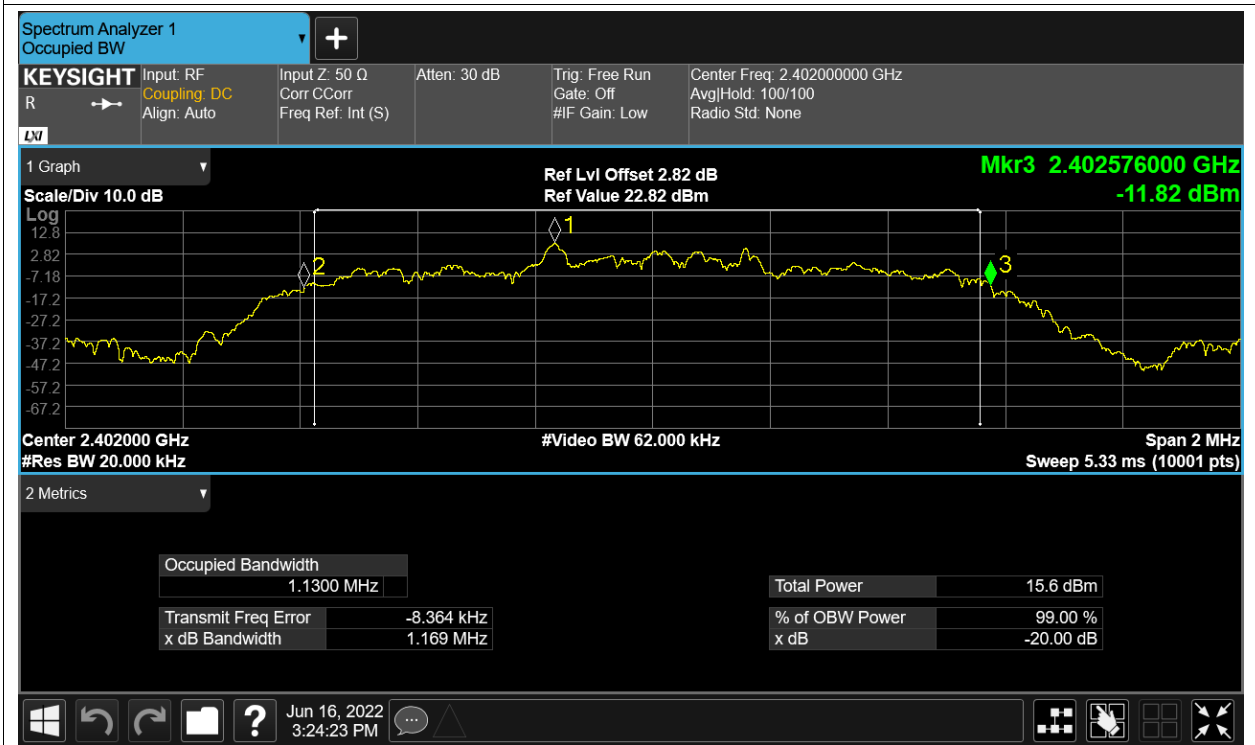 Spectrum Analyzer 1
Occupied BW
KEYSIGHT
R
LXI
Input: RF
Coupling: DC
Align: Auto
Input Z: 50 Ω
Corr CCorr
Freq Ref: Int (S)
Atten: 30 dB
Trig: Free Run
Gate: Off
#IF Gain: Low
Center Freq: 2.402000000 GHz
Avg|Hold: 100/100
Radio Std: None
1 Graph
Scale/Div 10.0 dB
Ref Lvl Offset 2.82 dB
Ref Value 22.82 dBm
Mkr3 2.402576000 GHz
-11.82 dBm
Log
12.8
2.82
-7.18
-17.2
-27.2
-37.2
-47.2
-57.2
-67.2
1
2
3
Center 2.402000 GHz
#Res BW 20.000 kHz
#Video BW 62.000 kHz
Span 2 MHz
Sweep 5.33 ms (10001 pts)
2 Metrics
Occupied Bandwidth
1.1300 MHz
Transmit Freq Error -8.364 kHz
x dB Bandwidth 1.169 MHz
Total Power 15.6 dBm
% of OBW Power 99.00 %
x dB -20.00 dB
?
Jun 16, 2022
3:24:23 PM